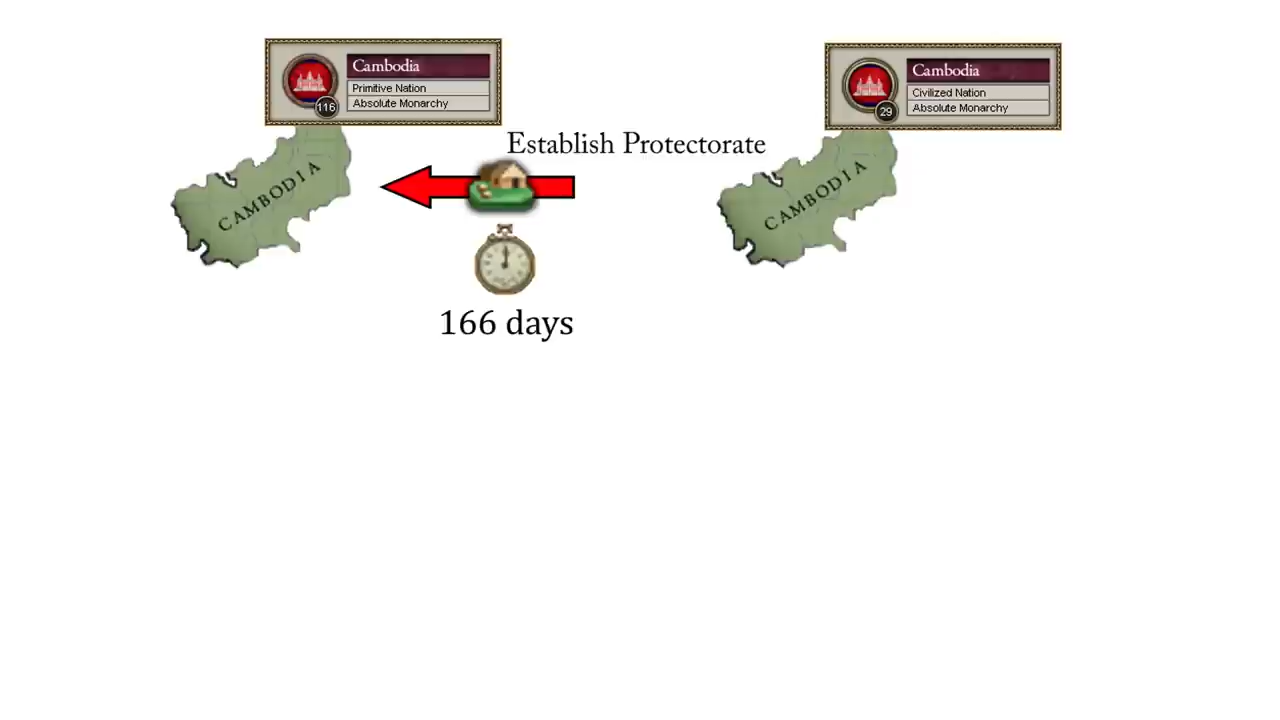 Cambodia
Primitive Nation
116
Absolute Monarchy
Cambodia
Civilized Nation
29
Absolute Monarchy
Establish Protectorate
CAMBODIA
CAMBODIA
166 days